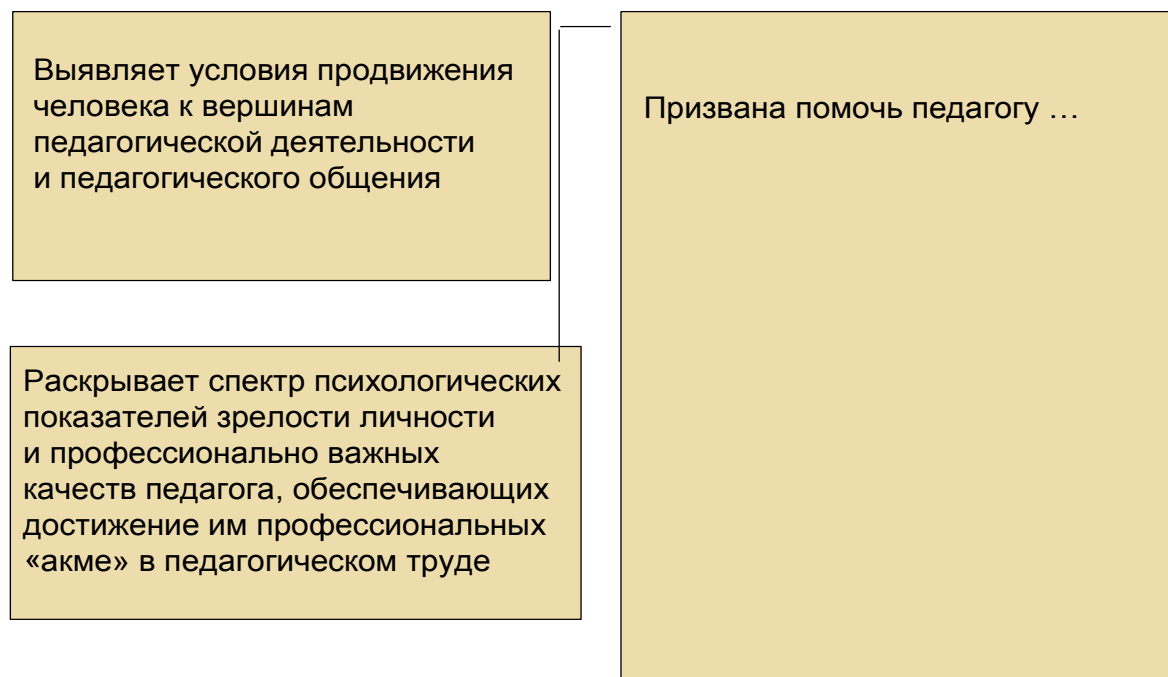 Выявляет условия продвижения
человека к вершинам
педагогической деятельности
и педагогического общения
Призвана помочь педагогу …
Раскрывает спектр психологических
показателей зрелости личности
и профессионально важных
качеств педагога, обеспечивающих
достижение им профессиональных
«акме» в педагогическом труде